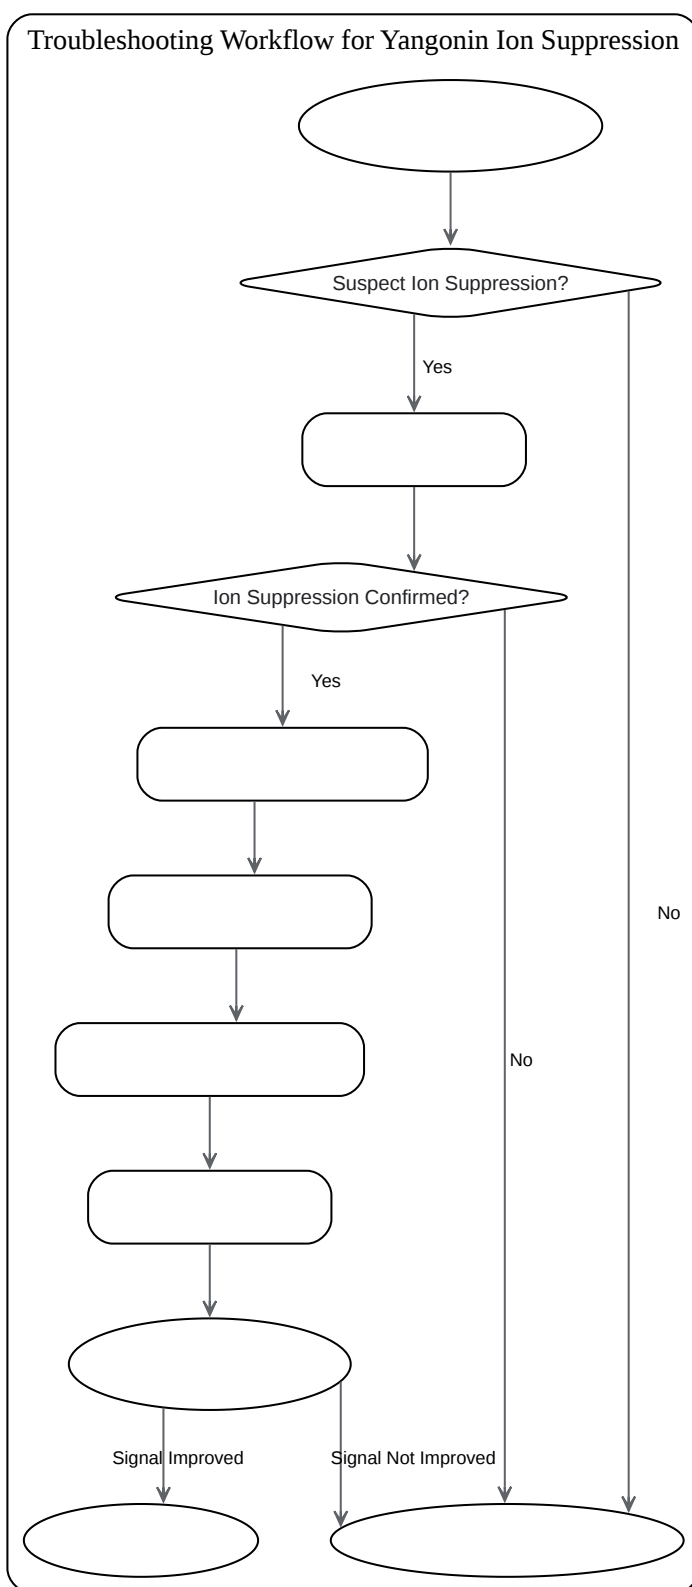 Troubleshooting Workflow for Yangonin Ion Suppression
Suspect Ion Suppression?
Yes
Ion Suppression Confirmed?
Yes
No
No
Signal Improved
Signal Not Improved